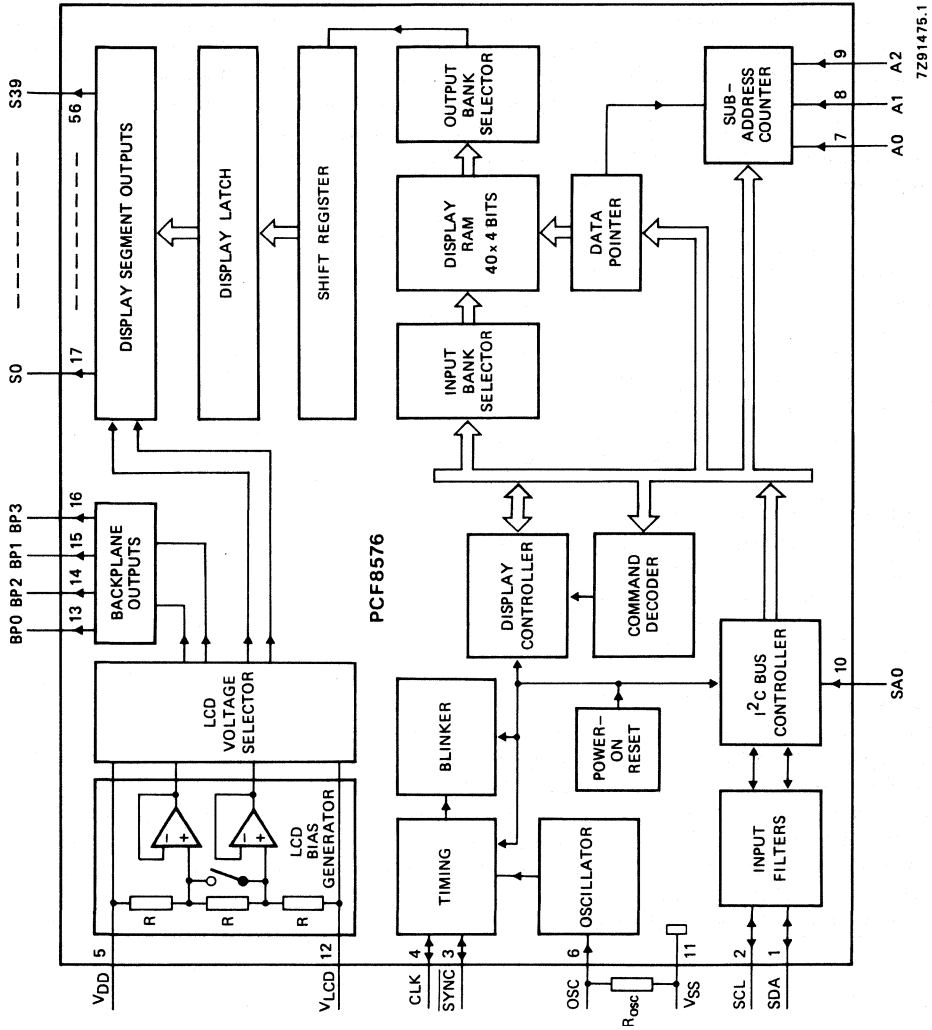 S39
S0
BP3
BP1
BP2
BP0
56
17
16
15
14
13
DISPLAY SEGMENT OUTPUTS
DISPLAY LATCH
SHIFT REGISTER
BACKPLANE
OUTPUTS
LCD
VOLTAGE
SELECTOR
LCD
BIAS
GENERATOR
−
+
−
+
R
R
R
VDD
5
VLCD
12
PCF8576
OUTPUT
BANK
SELECTOR
DISPLAY
RAM
40 x 4 BITS
INPUT
BANK
SELECTOR
DISPLAY
CONTROLLER
COMMAND
DECODER
BLINKER
TIMING
OSCILLATOR
POWER–
ON
RESET
CLK
4
SYNC
3
OSC
6
ROSC
VSS
11
SUB–
ADDRESS
COUNTER
DATA
POINTER
I²C BUS
CONTROLLER
INPUT
FILTERS
SCL
2
SDA
1
10
SA0
7
8
9
A0
A1
A2
7Z91475.1